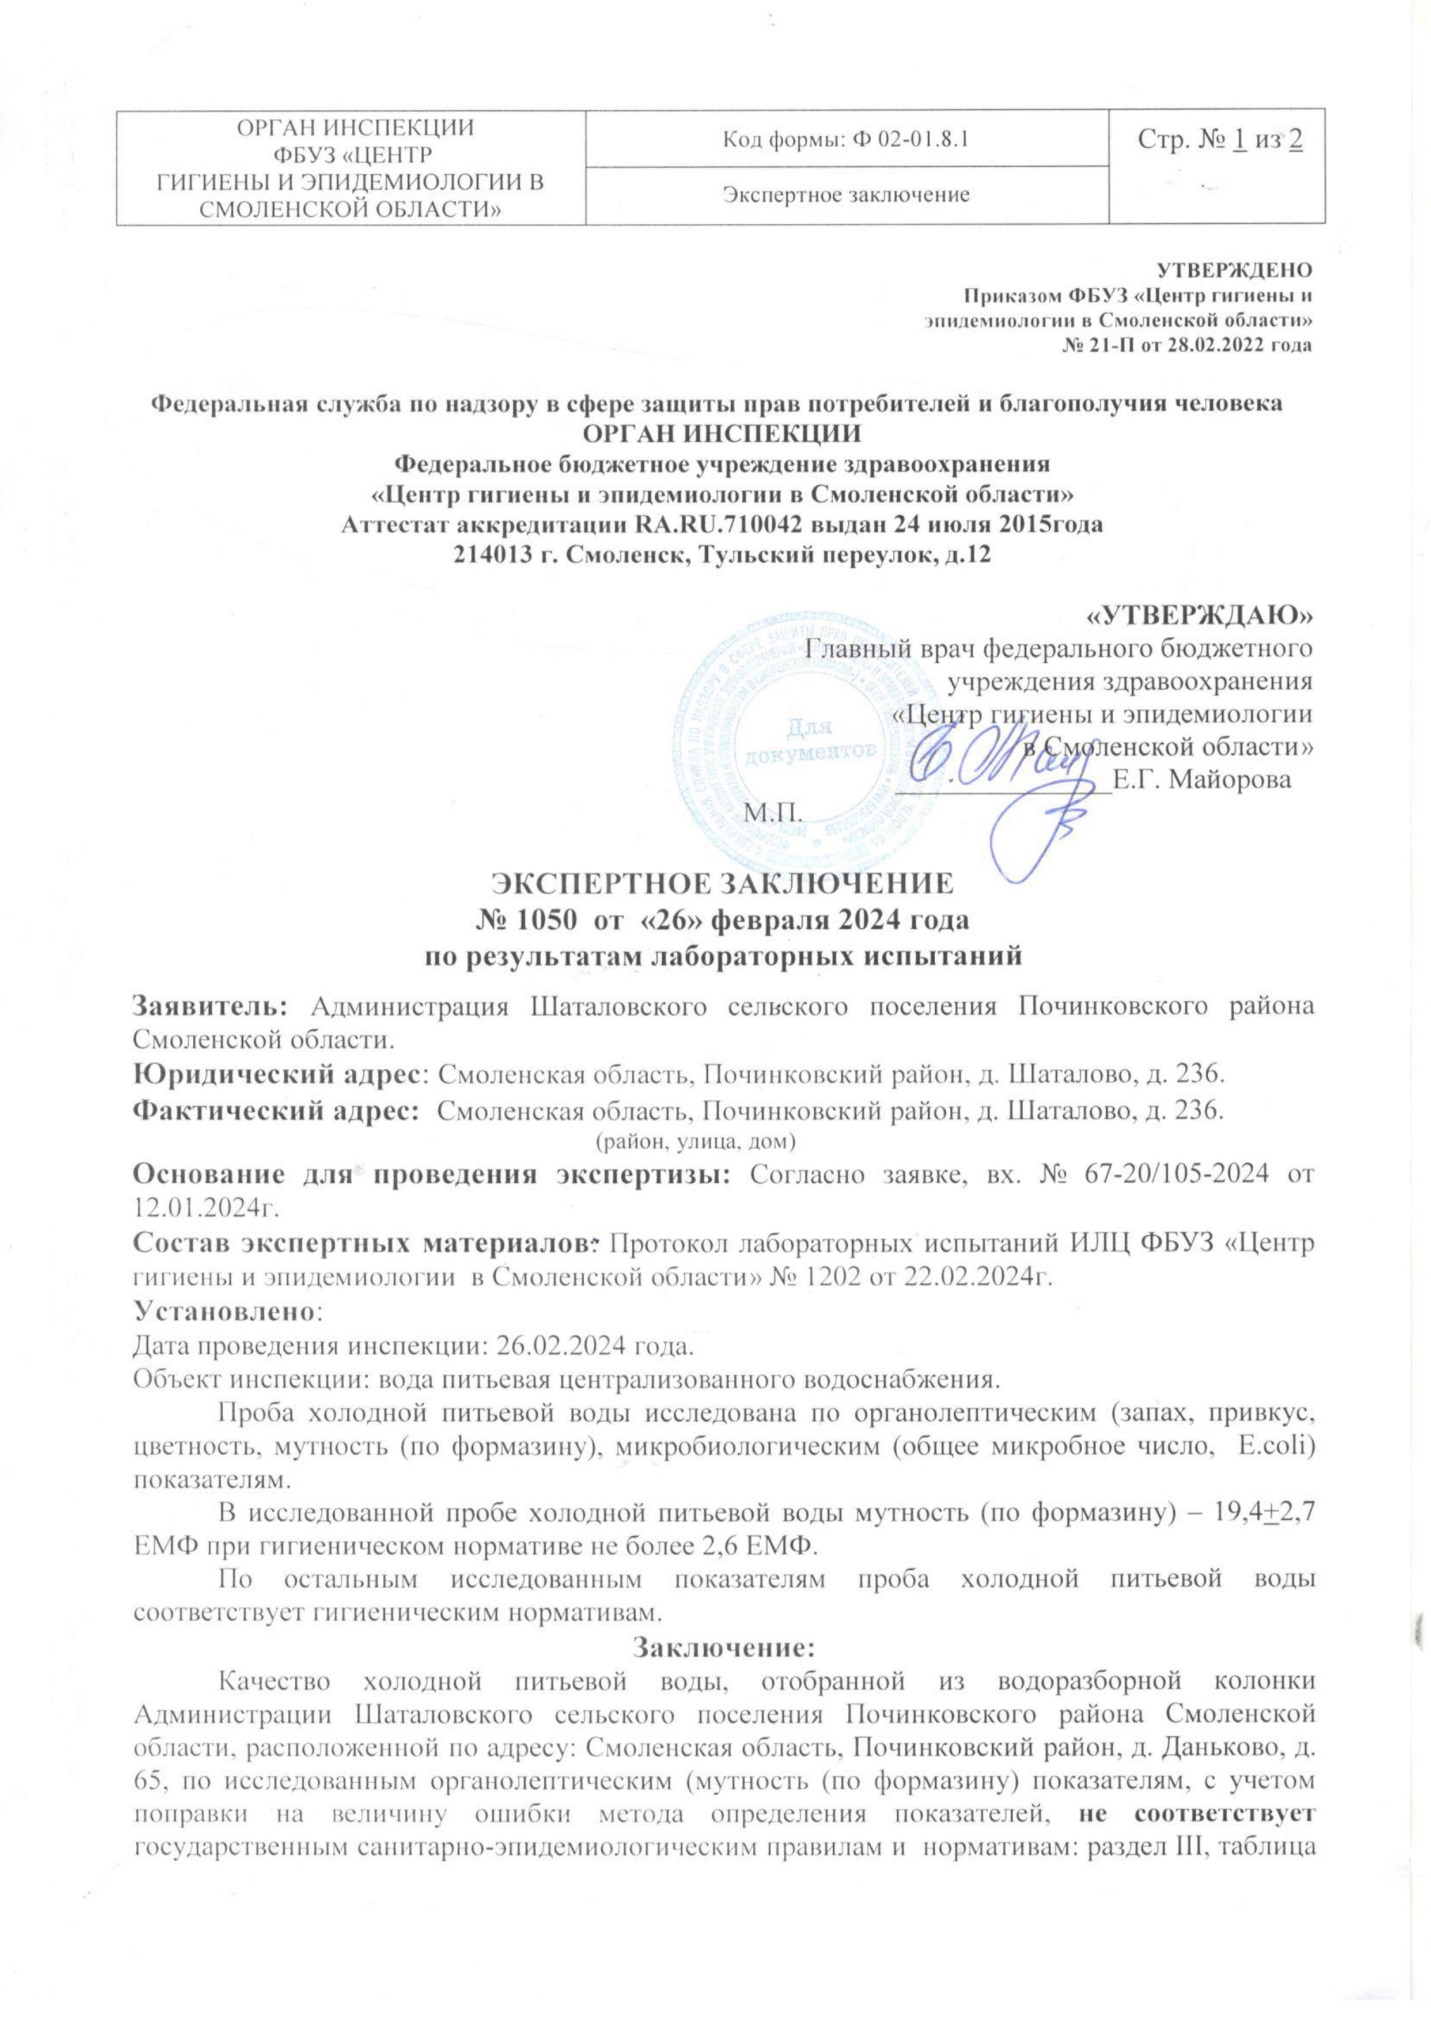 ОРГАН ИНСПЕКЦИИ
ФБУЗ «ЦЕНТР
ГИГИЕНЫ И ЭПИДЕМИОЛОГИИ В
СМОЛЕНСКОЙ ОБЛАСТИ»
Код формы: Ф 02-01.8.1
Экспертное заключение
Стр. № 1 из 2
УТВЕРЖДЕНО
Приказом ФБУЗ «Центр гигиены и
эпидемиологии в Смоленской области»
№ 21-П от 28.02.2022 года
Федеральная служба по надзору в сфере защиты прав потребителей и благополучия человека
ОРГАН ИНСПЕКЦИИ
Федеральное бюджетное учреждение здравоохранения
«Центр гигиены и эпидемиологии в Смоленской области»
Аттестат аккредитации RA.RU.710042 выдан 24 июля 2015года
214013 г. Смоленск, Тульский переулок, д.12
«УТВЕРЖДАЮ»
Главный врач федерального бюджетного
учреждения здравоохранения
«Центр гигиены и эпидемиологии
в Смоленской области»
Е.Г. Майорова
М.П.
Для
документов
ЭКСПЕРТНОЕ ЗАКЛЮЧЕНИЕ
№ 1050 от «26» февраля 2024 года
по результатам лабораторных испытаний
Заявитель: Администрация Шаталовского сельского поселения Починковского района
Смоленской области.
Юридический адрес: Смоленская область, Починковский район, д. Шаталово, д. 236.
Фактический адрес: Смоленская область, Починковский район, д. Шаталово, д. 236.
(район, улица, дом)
Основание для проведения экспертизы: Согласно заявке, вх. № 67-20/105-2024 от
12.01.2024г.
Состав экспертных материалов: Протокол лабораторных испытаний ИЛЦ ФБУЗ «Центр
гигиены и эпидемиологии в Смоленской области» № 1202 от 22.02.2024г.
Установлено:
Дата проведения инспекции: 26.02.2024 года.
Объект инспекции: вода питьевая централизованного водоснабжения.
Проба холодной питьевой воды исследована по органолептическим (запах, привкус,
цветность, мутность (по формазину), микробиологическим (общее микробное число, E.coli)
показателям.
В исследованной пробе холодной питьевой воды мутность (по формазину) – 19,4±2,7
ЕМФ при гигиеническом нормативе не более 2,6 ЕМФ.
По остальным исследованным показателям проба холодной питьевой воды
соответствует гигиеническим нормативам.
Заключение:
Качество холодной питьевой воды, отобранной из водоразборной колонки
Администрации Шаталовского сельского поселения Починковского района Смоленской
области, расположенной по адресу: Смоленская область, Починковский район, д. Даньково, д.
65, по исследованным органолептическим (мутность (по формазину) показателям, с учетом
поправки на величину ошибки метода определения показателей, не соответствует
государственным санитарно-эпидемиологическим правилам и нормативам: раздел III, таблица